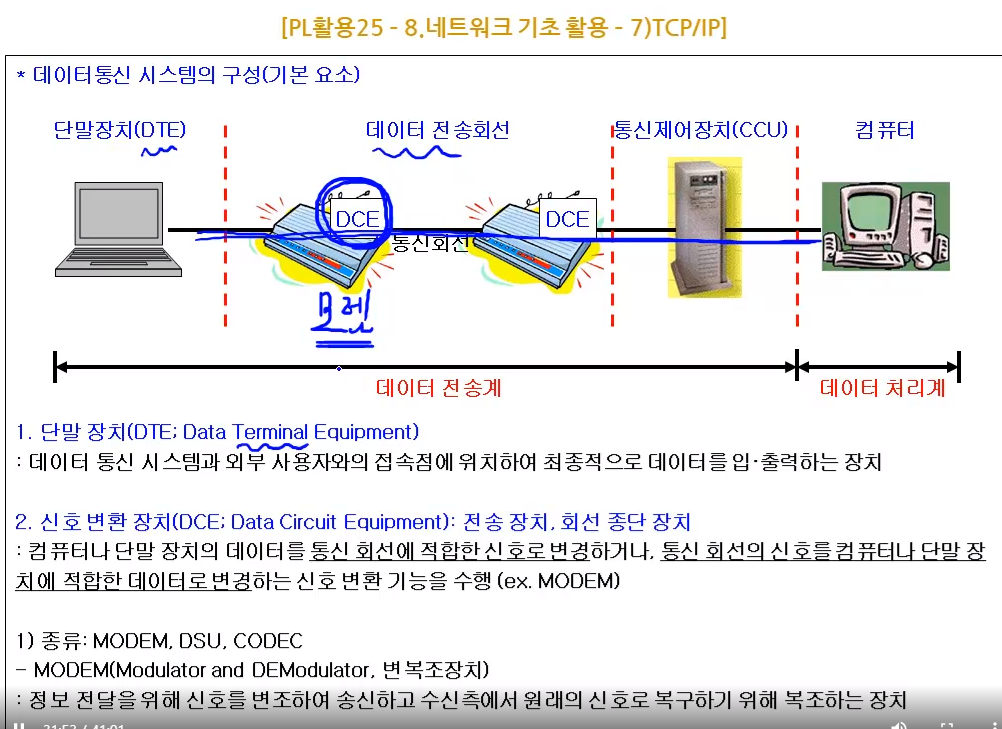 [PL활용25 - 8.네트워크 기초 활용 - 7)TCP/IP]
* 데이터통신 시스템의 구성(기본 요소)
단말장치(DTE) 데이터 전송회선 통신제어장치(CCU) 컴퓨터
DCE DCE
통신회선
모뎀
데이터 전송계 데이터 처리계
1. 단말 장치(DTE; Data Terminal Equipment)
: 데이터 통신 시스템과 외부 사용자와의 접속점에 위치하여 최종적으로 데이터를 입·출력하는 장치
2. 신호 변환 장치(DCE; Data Circuit Equipment): 전송 장치, 회선 종단 장치
: 컴퓨터나 단말 장치의 데이터를 통신 회선에 적합한 신호로 변경하거나, 통신 회선의 신호를 컴퓨터나 단말 장
치에 적합한 데이터로 변경하는 신호 변환 기능을 수행 (ex. MODEM)
1) 종류: MODEM, DSU, CODEC
- MODEM(Modulator and DEModulator, 변복조장치)
: 정보 전달을 위해 신호를 변조하여 송신하고 수신측에서 원래의 신호로 복구하기 위해 복조하는 장치